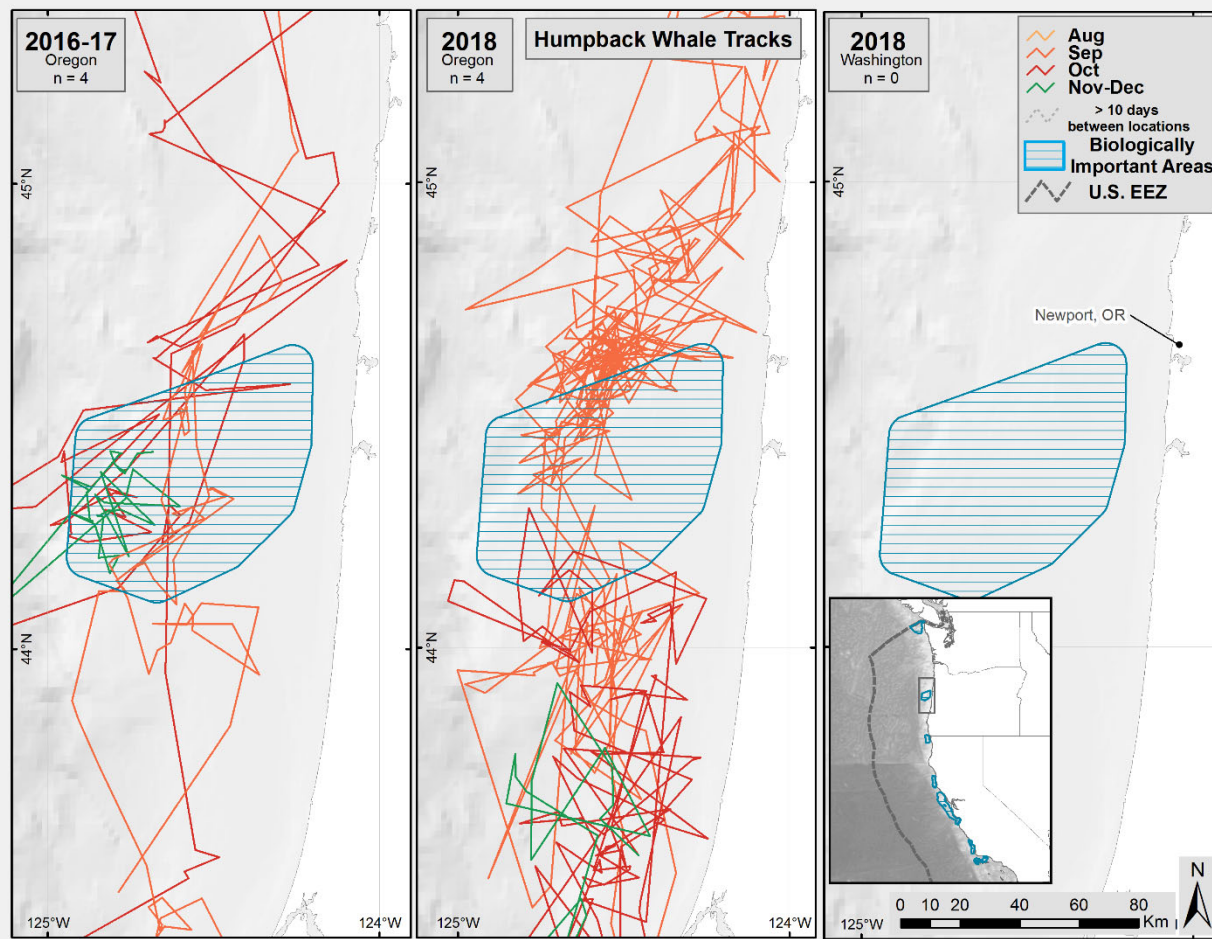 2016-17
Oregon
n = 4
45°N
44°N
125°W
124°W
2018
Oregon
n = 4
Humpback Whale Tracks
45°N
44°N
125°W
124°W
2018
Washington
n = 0
Aug
Sep
Oct
Nov-Dec
> 10 days
between locations
Biologically
Important Areas
U.S. EEZ
Newport, OR
125°W
N
0 10 20 40 60 80
Km